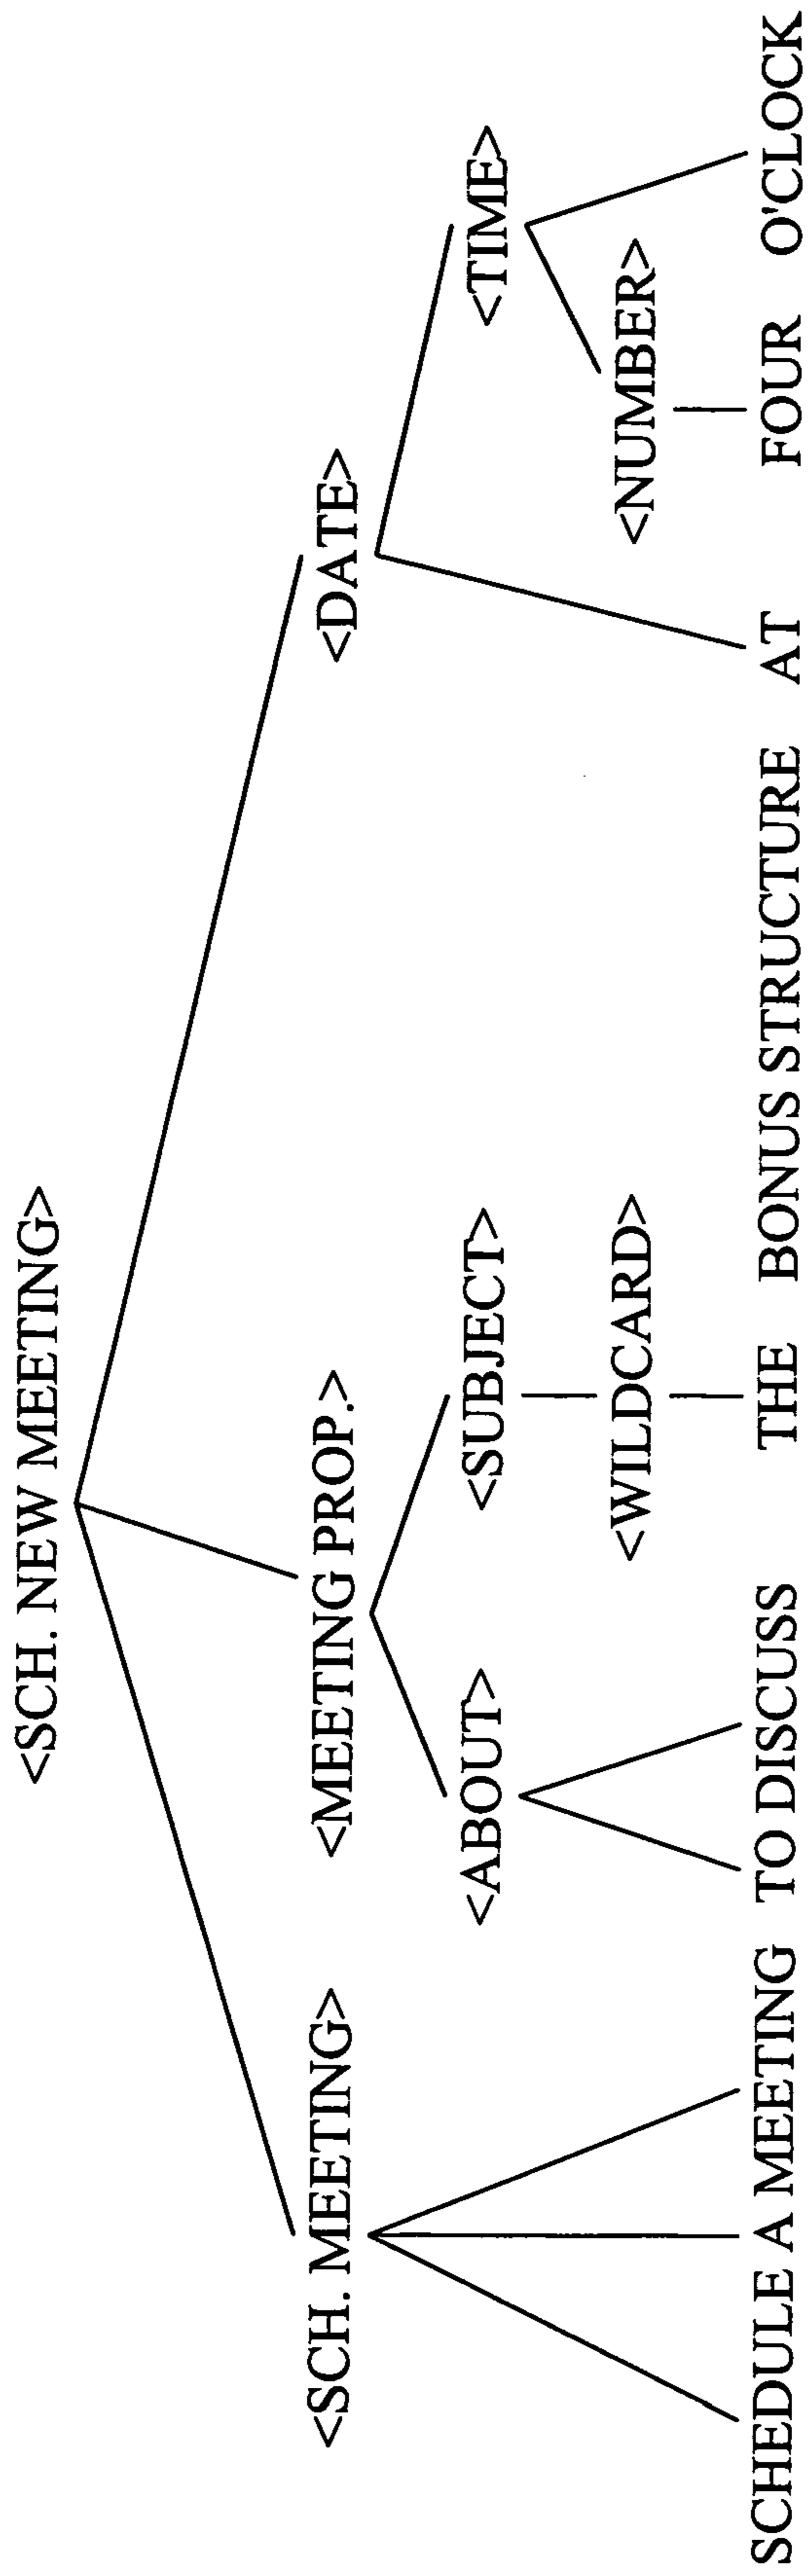 <SCH. NEW MEETING>
<SCH. MEETING> <MEETING PROP.> <DATE>
<ABOUT> <SUBJECT> <TIME>
<WILDCARD> <NUMBER>
SCHEDULE A MEETING TO DISCUSS THE BONUS STRUCTURE AT FOUR O'CLOCK